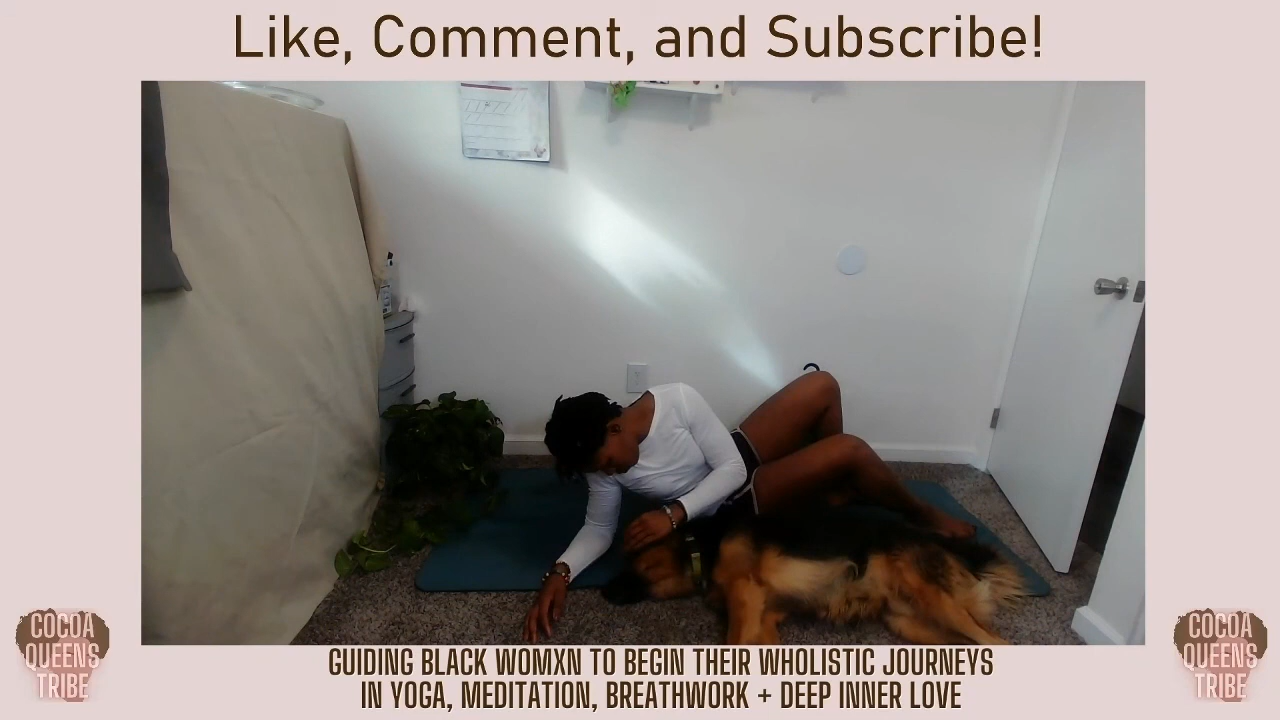 Like, Comment, and Subscribe!
GUIDING BLACK WOMXN TO BEGIN THEIR WHOLISTIC JOURNEYS
IN YOGA, MEDITATION, BREATHWORK + DEEP INNER LOVE
COCOA
QUEENS
TRIBE
COCOA
QUEENS
TRIBE